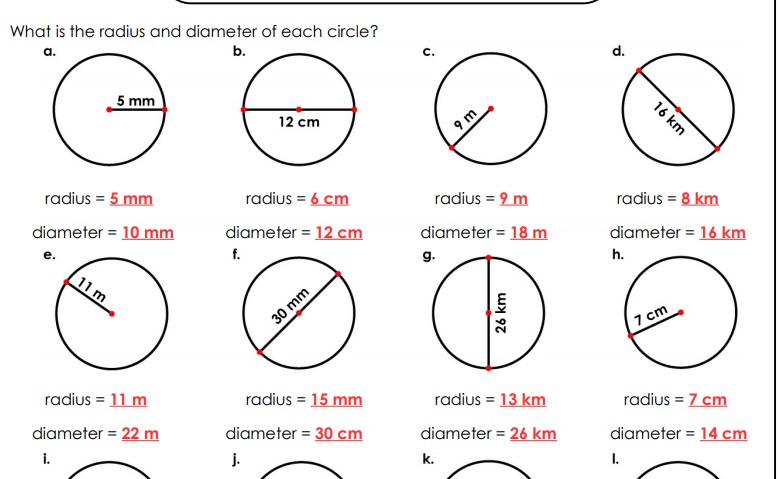 What is the radius and diameter of each circle?
a. b. c. d.
5 mm
12 cm
9 m
16 km
radius = 5 mm radius = 6 cm radius = 9 m radius = 8 km
diameter = 10 mm diameter = 12 cm diameter = 18 m diameter = 16 km
e. f. g. h.
11 m
30 mm
26 km
7 cm
radius = 11 m radius = 15 mm radius = 13 km radius = 7 cm
diameter = 22 m diameter = 30 cm diameter = 26 km diameter = 14 cm
i. j. k. l.